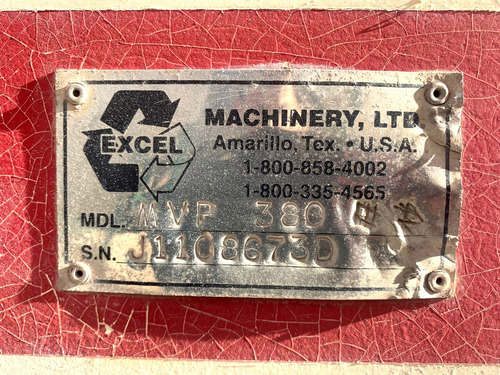 EXCEL
MACHINERY, LTD
Amarillo, Tex. • U.S.A.
1-800-858-4002
1-800-335-4565
MDL. MVP 380
S.N. J1108673D